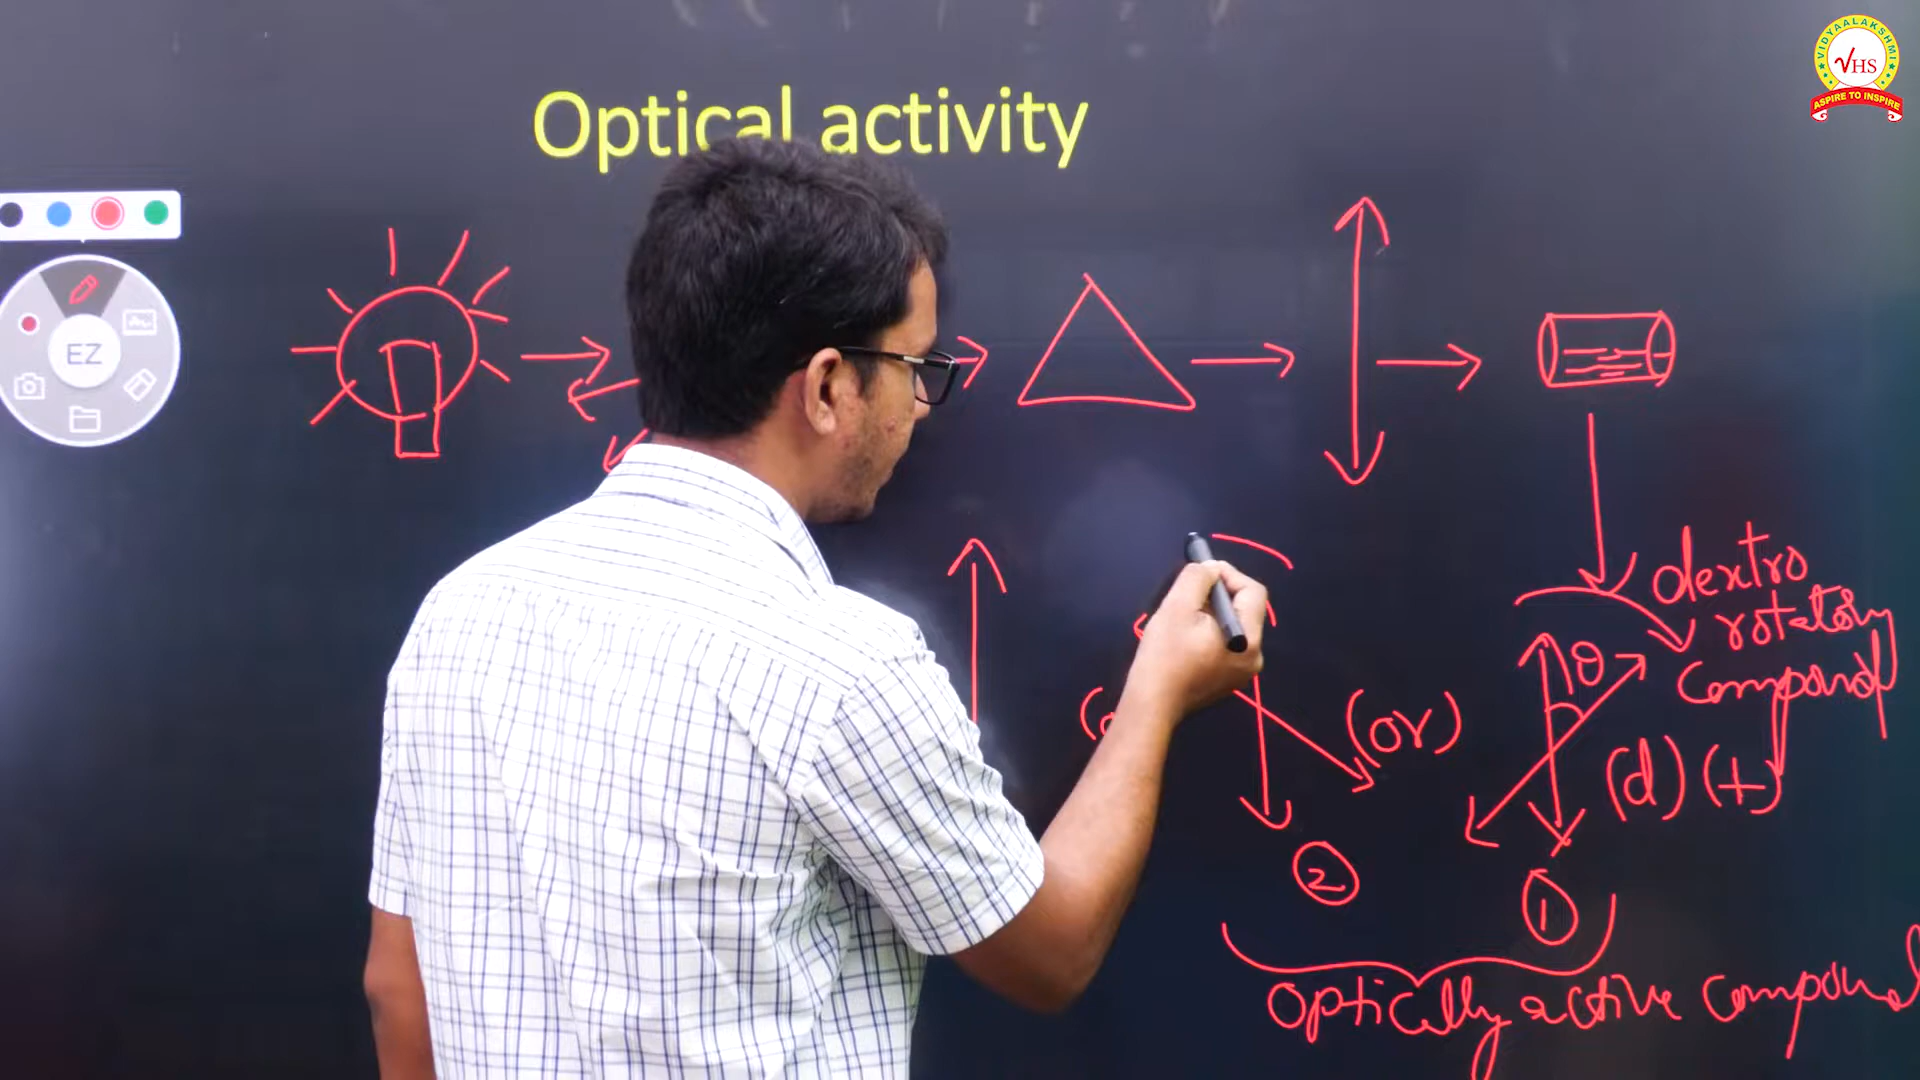 Optical activity
VIDYAALAKSHMI
VHS
ASPIRE TO INSPIRE
EZ
dextro
rotatory
compound
θ
(or)
(d) (+)
2
1
optically active compound